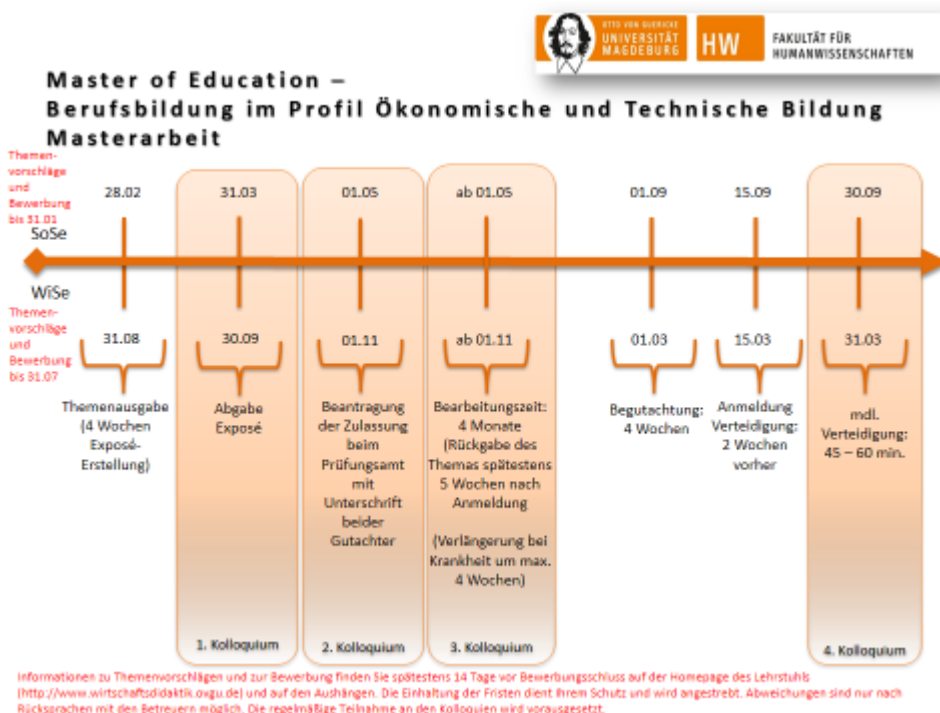 OTTO VON GUERICKE
UNIVERSITÄT
MAGDEBURG
HW
FAKULTÄT FÜR
HUMANWISSENSCHAFTEN
Master of Education –
Berufsbildung im Profil Ökonomische und Technische Bildung
Masterarbeit
Themen-
vorschläge
und
Bewerbung
bis 31.01
SoSe
28.02
31.03
01.05
ab 01.05
01.09
15.09
30.09
WiSe
Themen-
vorschläge
und
Bewerbung
bis 31.07
31.08
30.09
01.11
ab 01.11
01.03
15.03
31.03
Themenausgabe
(4 Wochen
Exposé-
Erstellung)
Abgabe
Exposé
Beantragung
der Zulassung
beim
Prüfungsamt
mit
Unterschrift
beider
Gutachter
Bearbeitungszeit:
4 Monate
(Rückgabe des
Themas spätestens
5 Wochen nach
Anmeldung
(Verlängerung bei
Krankheit um max.
4 Wochen)
Begutachtung:
4 Wochen
Anmeldung
Verteidigung:
2 Wochen
vorher
mdl.
Verteidigung:
45 – 60 min.
1. Kolloquium
2. Kolloquium
3. Kolloquium
4. Kolloquium
Informationen zu Themenvorschlägen und zur Bewerbung finden Sie spätestens 14 Tage vor Bewerbungsschluss auf der Homepage des Lehrstuhls
(http://www.wirtschaftsdidaktik.ovgu.de) und auf den Aushängen. Die Einhaltung der Fristen dient Ihrem Schutz und wird angestrebt. Abweichungen sind nur nach
Rücksprachen mit den Betreuern möglich. Die regelmäßige Teilnahme an den Kolloquien wird vorausgesetzt.